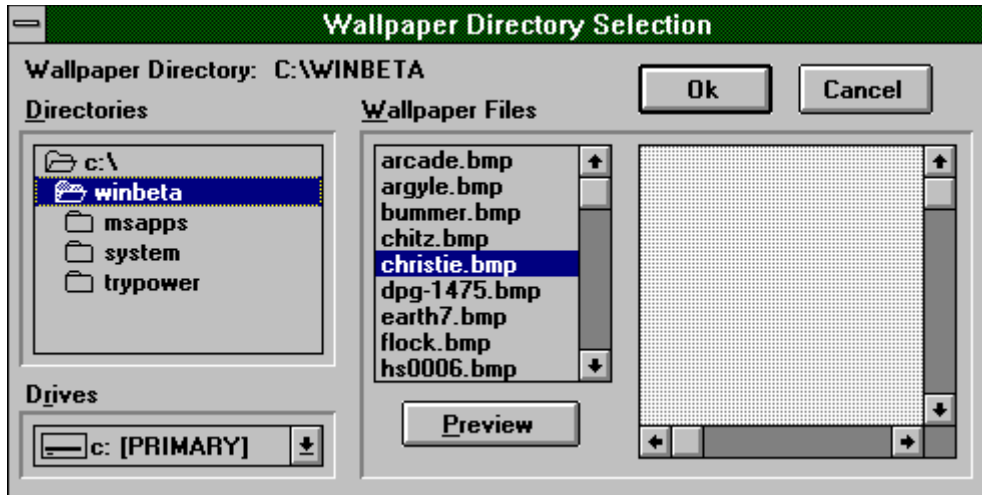 Wallpaper Directory Selection
Wallpaper Directory: C:\WINBETA
Ok
Cancel
Directories
c:\
winbeta
msapps
system
trypower
Drives
c: [PRIMARY]
Wallpaper Files
arcade.bmp
argyle.bmp
bummer.bmp
chitz.bmp
christie.bmp
dpg-1475.bmp
earth7.bmp
flock.bmp
hs0006.bmp
Preview